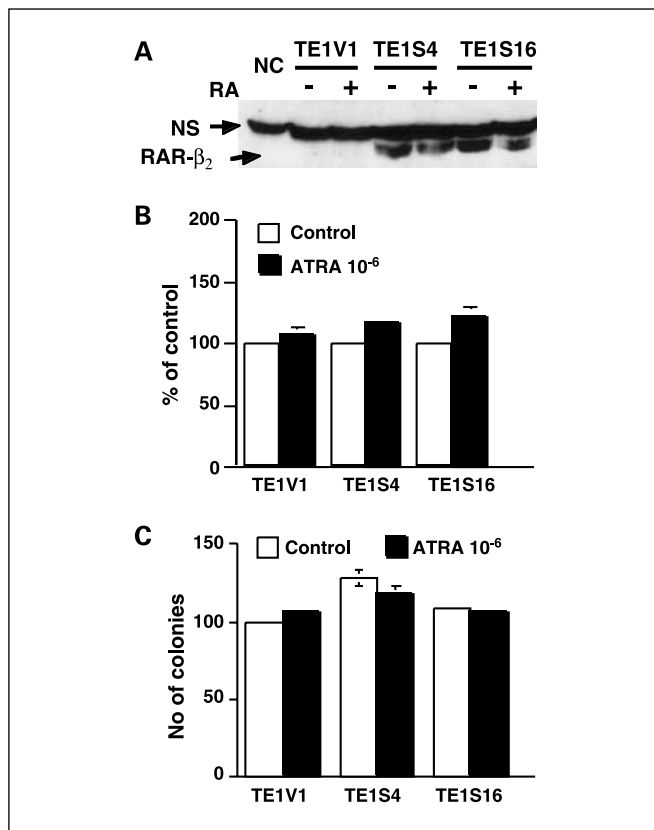 A
NC TE1V1 TE1S4 TE1S16
RA - + - + - +
NS
RAR-β₂
B
200
150
100
50
0
% of control
Control
ATRA 10⁻⁶
TE1V1 TE1S4 TE1S16
C
150
100
50
0
No of colonies
Control ATRA 10⁻⁶
TE1V1 TE1S4 TE1S16